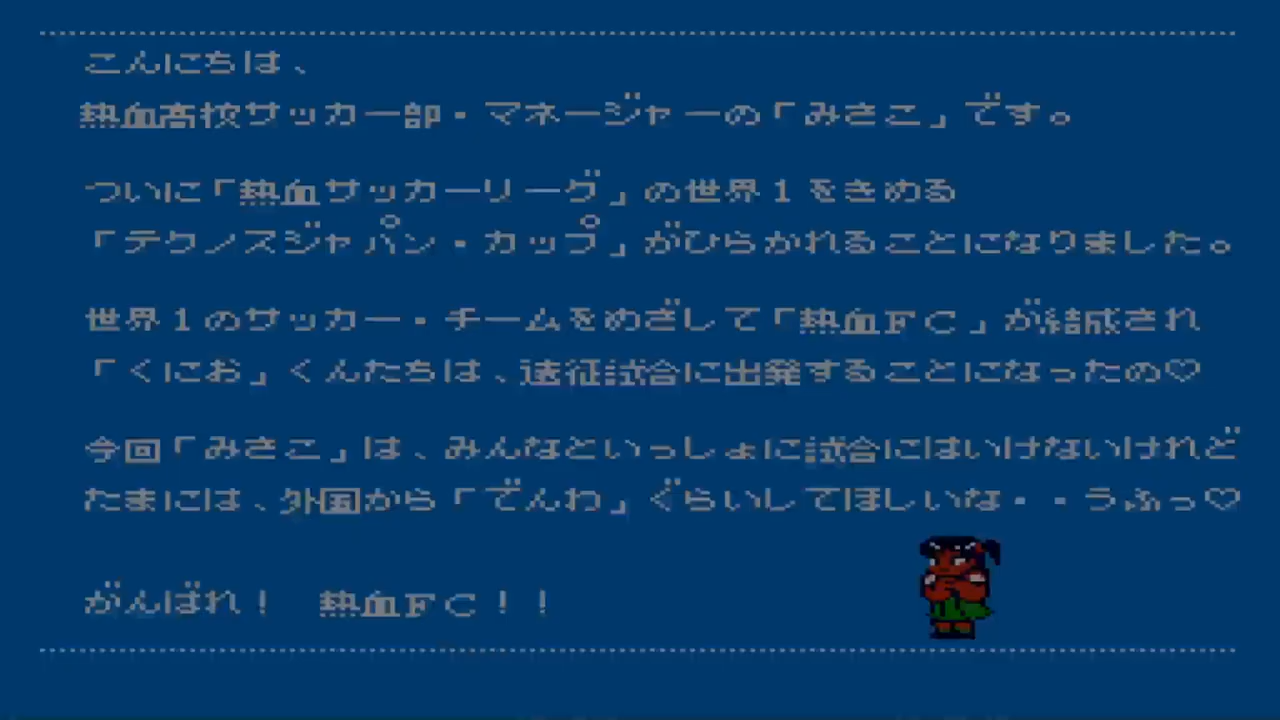 こんにちは、
熱血高校サッカー部・マネージャーの「みさこ」です。
ついに「熱血サッカーリーグ」の世界1をきめる
「テクノスジャパン・カップ」がひらかれることになりました。
世界1のサッカー・チームをめざして「熱血FC」が結成され
「くにお」くんたちは、遠征試合に出発することになったの♡
今回「みさこ」は、みんなといっしょに試合にはいけないけれど
たまには、外国から「でんわ」ぐらいしてほしいな・・うふっ♡
がんばれ! 熱血FC!!